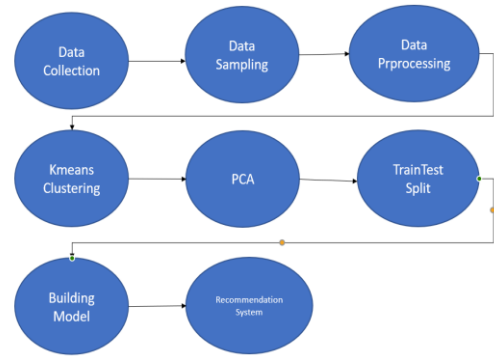 Data
Collection
Data
Sampling
Data
Prprocessing
Kmeans
Clustering
PCA
TrainTest
Split
Building
Model
Recommendation
System